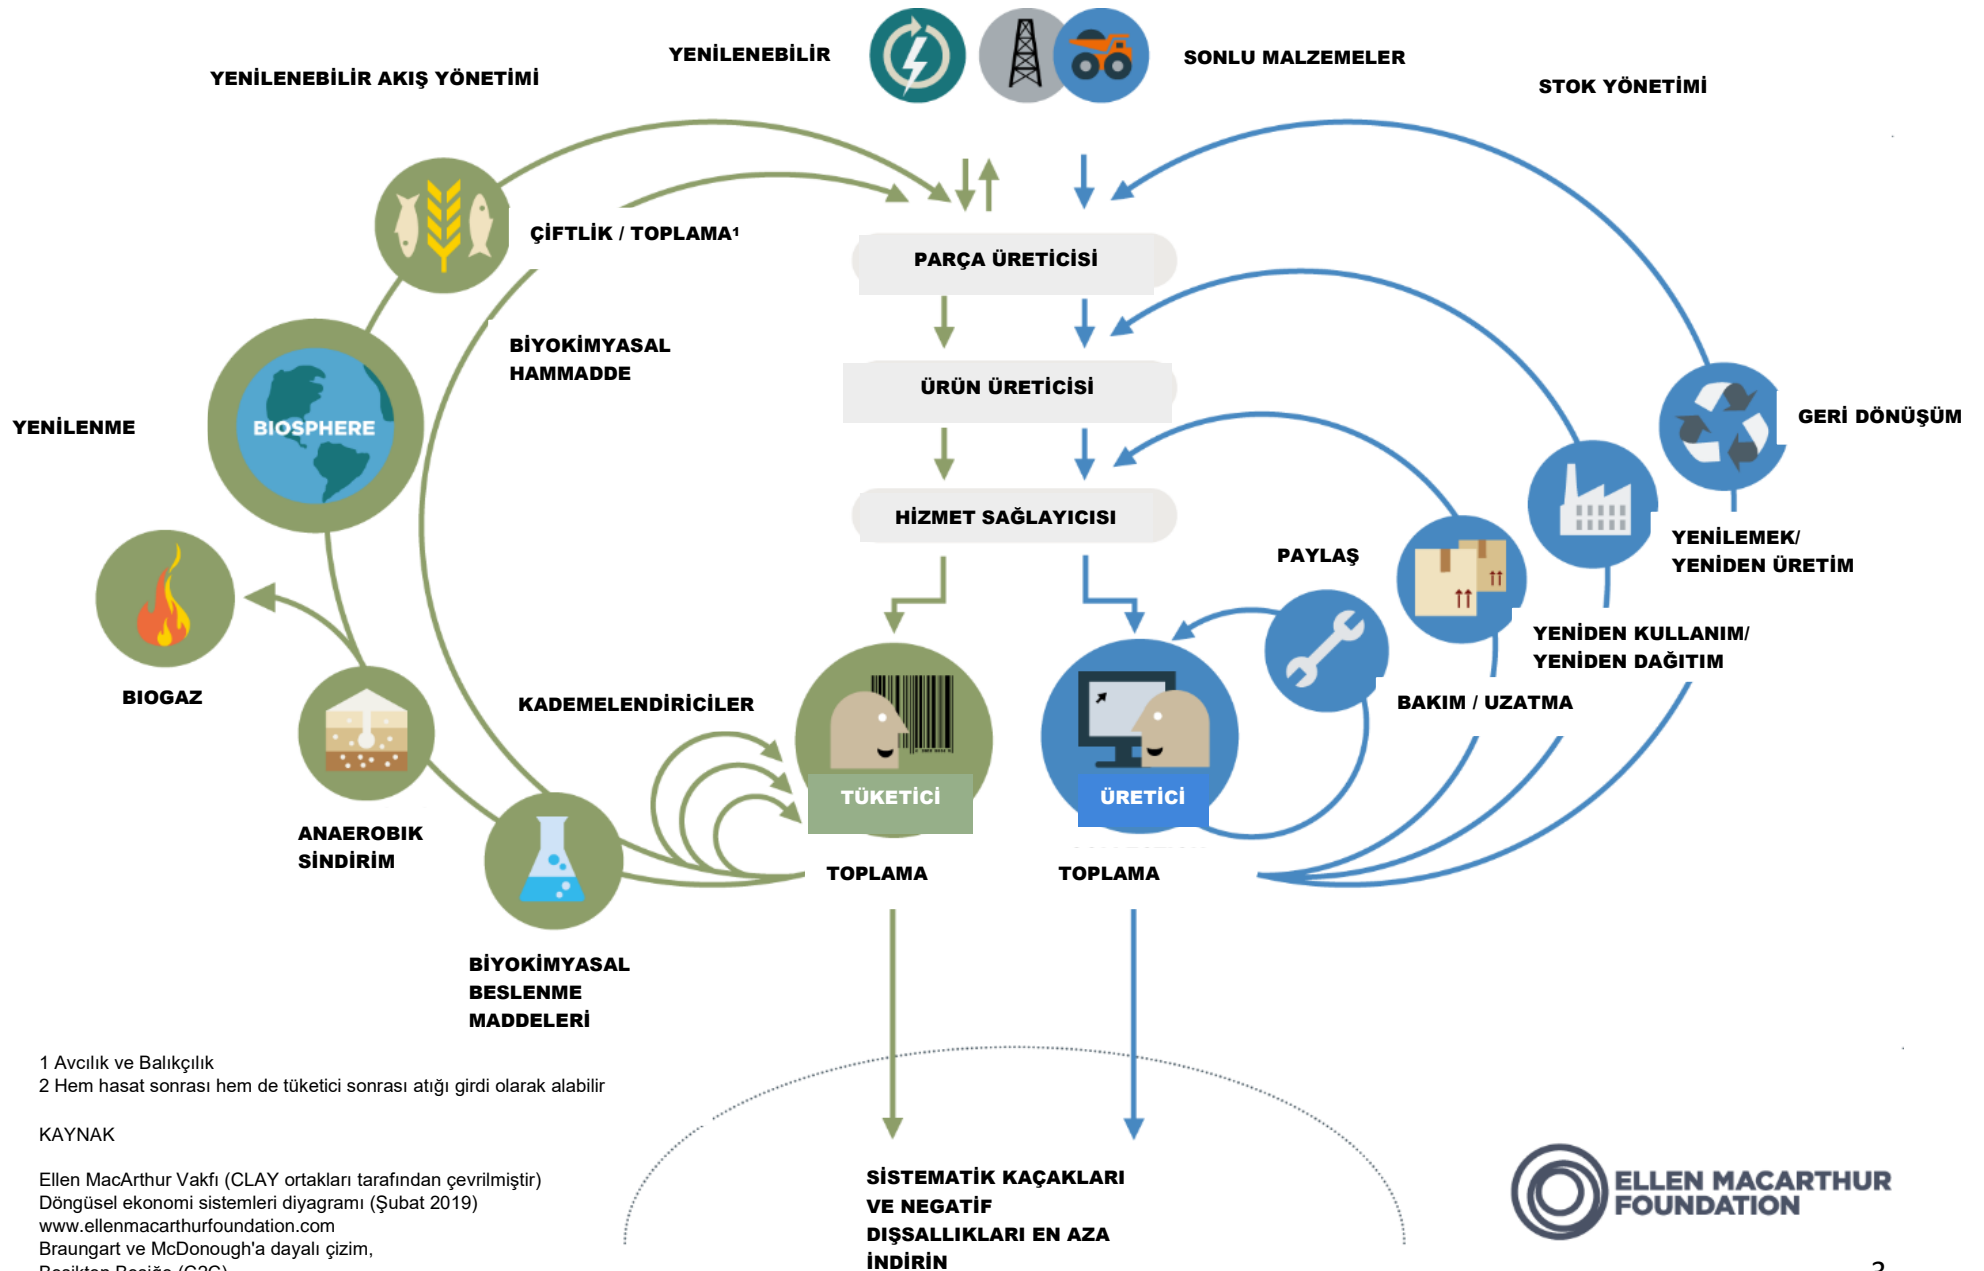 YENİLENEBİLİR
SONLU MALZEMELER
YENİLENEBİLİR AKIŞ YÖNETİMİ
STOK YÖNETİMİ
ÇİFTLİK / TOPLAMA¹
PARÇA ÜRETİCİSİ
BİYOKİMYASAL
HAMMADDE
ÜRÜN ÜRETİCİSİ
YENİLENME
BIOSPHERE
GERİ DÖNÜŞÜM
HİZMET SAĞLAYICISI
PAYLAŞ
YENİLEMEK/
YENİDEN ÜRETİM
YENİDEN KULLANIM/
YENİDEN DAĞITIM
BIOGAZ
KADEMELENDİRİCİLER
BAKIM / UZATMA
TÜKETİCİ
ÜRETİCİ
ANAEROBIK
SİNDİRİM
TOPLAMA
TOPLAMA
BİYOKİMYASAL
BESLENME
MADDELERİ
1 Avcılık ve Balıkçılık
2 Hem hasat sonrası hem de tüketici sonrası atığı girdi olarak alabilir
KAYNAK
Ellen MacArthur Vakfı (CLAY ortakları tarafından çevrilmiştir)
Döngüsel ekonomi sistemleri diyagramı (Şubat 2019)
www.ellenmacarthurfoundation.com
Braungart ve McDonough'a dayalı çizim,
SİSTEMATİK KAÇAKLARI
VE NEGATİF
DIŞSALLIKLARI EN AZA
İNDİRİN
ELLEN MACARTHUR
FOUNDATION